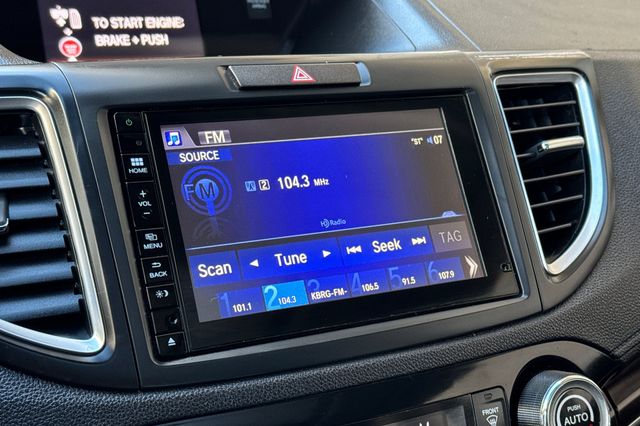 TO START ENGINE:
BRAKE + PUSH
FM
SOURCE
"ST" 07
HOME
FM
2 104.3 MHz
+
VOL
-
HD Radio
MENU
Scan Tune Seek TAG
BACK
1 101.1 2 104.3 3 KBRG-FM- 4 106.5 5 91.5 6 107.9
FRONT
PUSH
AUTO